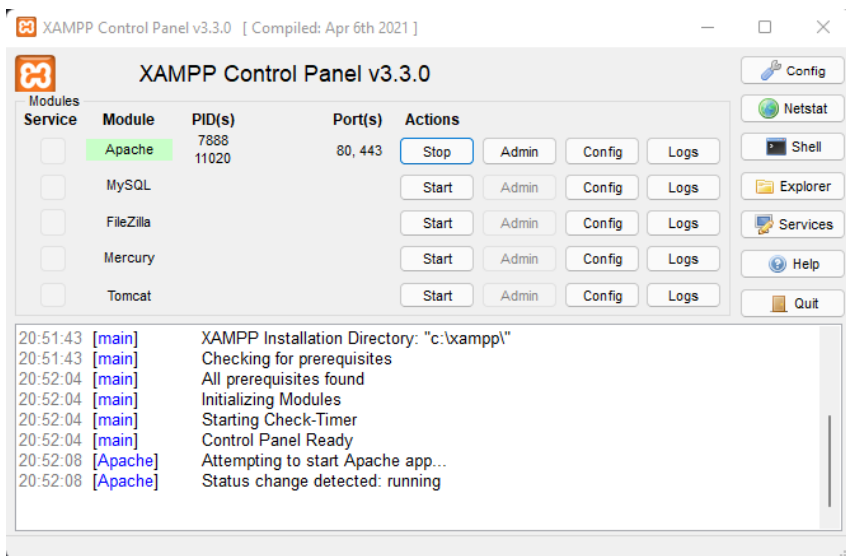 XAMPP Control Panel v3.3.0 [ Compiled: Apr 6th 2021 ]
XAMPP Control Panel v3.3.0
Config
Netstat
Shell
Explorer
Services
Help
Quit
Modules
Service Module PID(s) Port(s) Actions
Apache 7888 11020 80, 443 Stop Admin Config Logs
MySQL Start Admin Config Logs
FileZilla Start Admin Config Logs
Mercury Start Admin Config Logs
Tomcat Start Admin Config Logs
20:51:43 [main] XAMPP Installation Directory: "c:\xampp\"
20:51:43 [main] Checking for prerequisites
20:52:04 [main] All prerequisites found
20:52:04 [main] Initializing Modules
20:52:04 [main] Starting Check-Timer
20:52:04 [main] Control Panel Ready
20:52:08 [Apache] Attempting to start Apache app...
20:52:08 [Apache] Status change detected: running